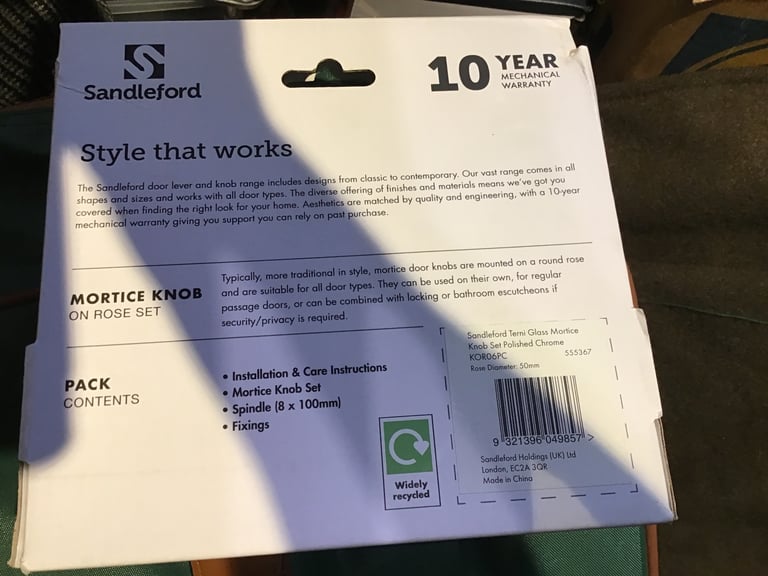 Sandleford
10 YEAR
MECHANICAL
WARRANTY
Style that works
The Sandleford door lever and knob range includes designs from classic to contemporary. Our vast range comes in all
shapes and sizes and works with all door types. The diverse offering of finishes and materials means we've got you
covered when finding the right look for your home. Aesthetics are matched by quality and engineering, with a 10-year
mechanical warranty giving you support you can rely on past purchase.
MORTICE KNOB
ON ROSE SET
Typically, more traditional in style, mortice door knobs are mounted on a round rose
and are suitable for all door types. They can be used on their own, for regular
passage doors, or can be combined with locking or bathroom escutcheons if
security/privacy is required.
PACK
CONTENTS
• Installation & Care Instructions
• Mortice Knob Set
• Spindle (8 x 100mm)
• Fixings
Widely
recycled
Sandleford Terni Glass Mortice
Knob Set Polished Chrome
KOR06PC 555367
Rose Diameter: 50mm
9 321396 049857 >
Sandleford Holdings (UK) Ltd
London, EC2A 3QR
Made in China